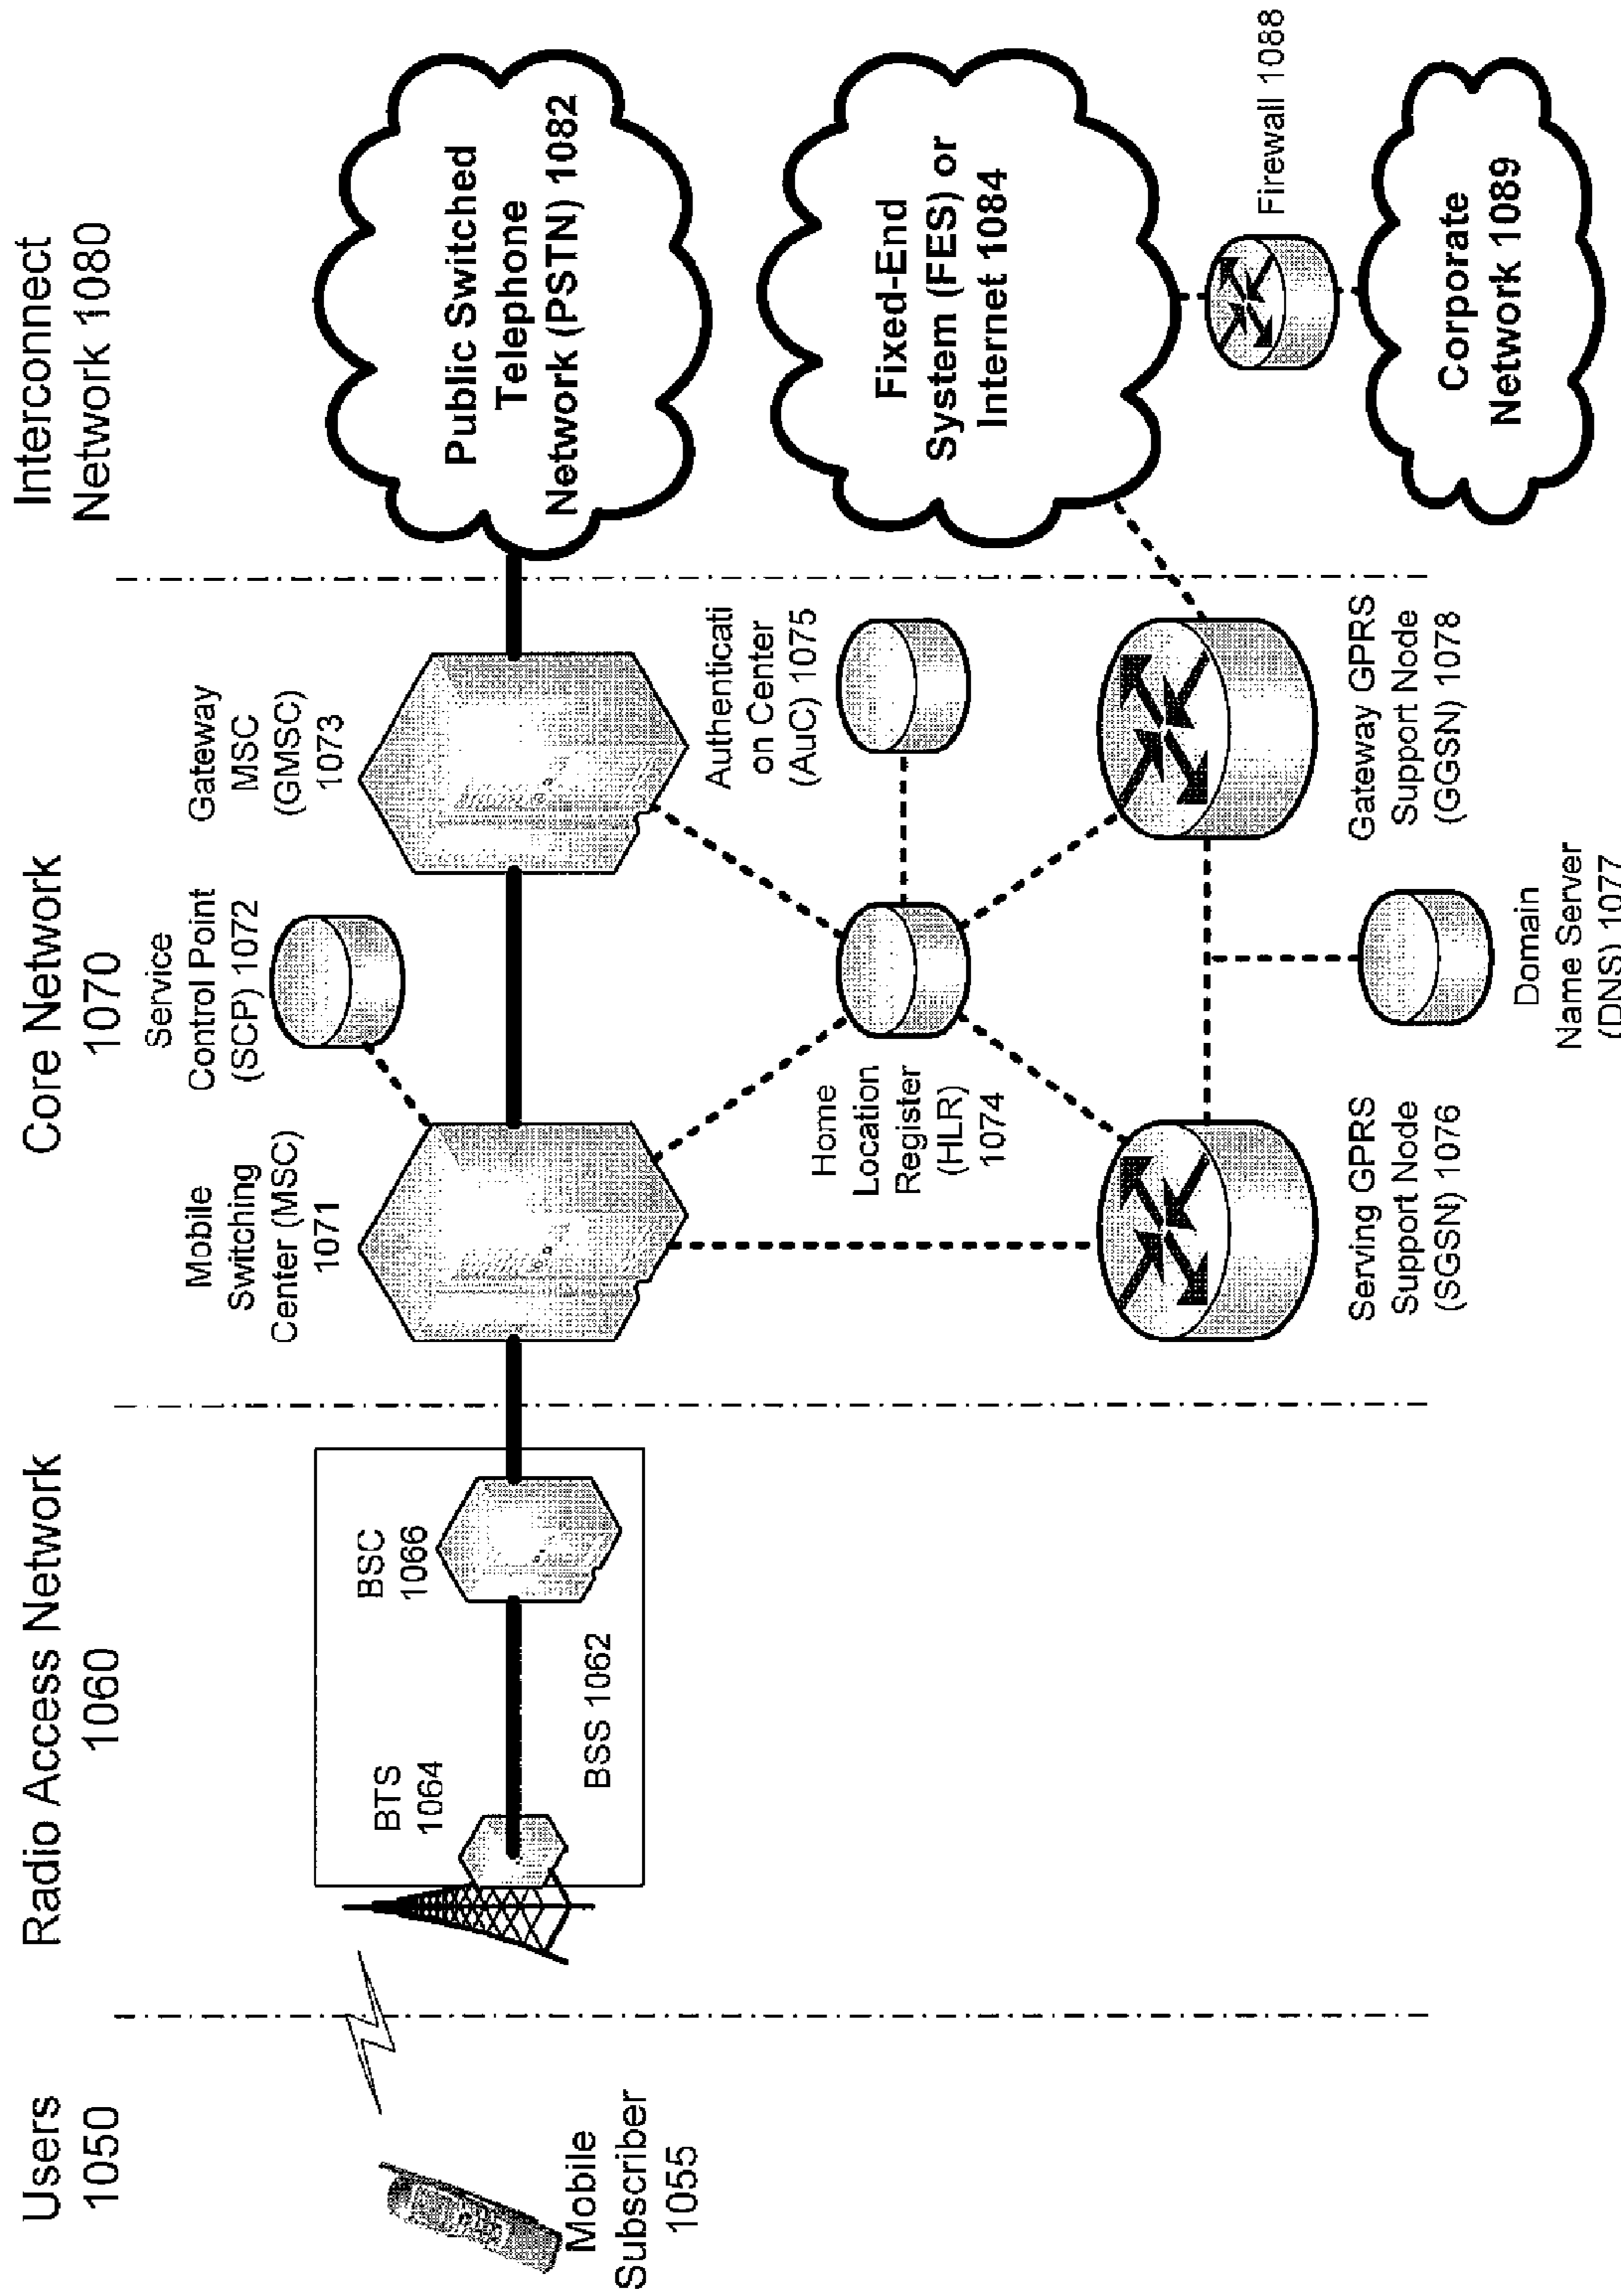 Users
1050
Radio Access Network
1060
Core Network
1070
Interconnect
Network 1080
Mobile
Subscriber
1055
BTS
1064
BSC
1066
BSS 1062
Mobile
Switching
Center (MSC)
1071
Service
Control Point
(SCP) 1072
Gateway
MSC
(GMSC)
1073
Home
Location
Register
(HLR)
1074
Authenticati
on Center
(AuC) 1075
Serving GPRS
Support Node
(SGSN) 1076
Domain
Name Server
(DNS) 1077
Gateway GPRS
Support Node
(GGSN) 1078
Public Switched
Telephone
Network (PSTN) 1082
Fixed-End
System (FES) or
Internet 1084
Firewall 1088
Corporate
Network 1089